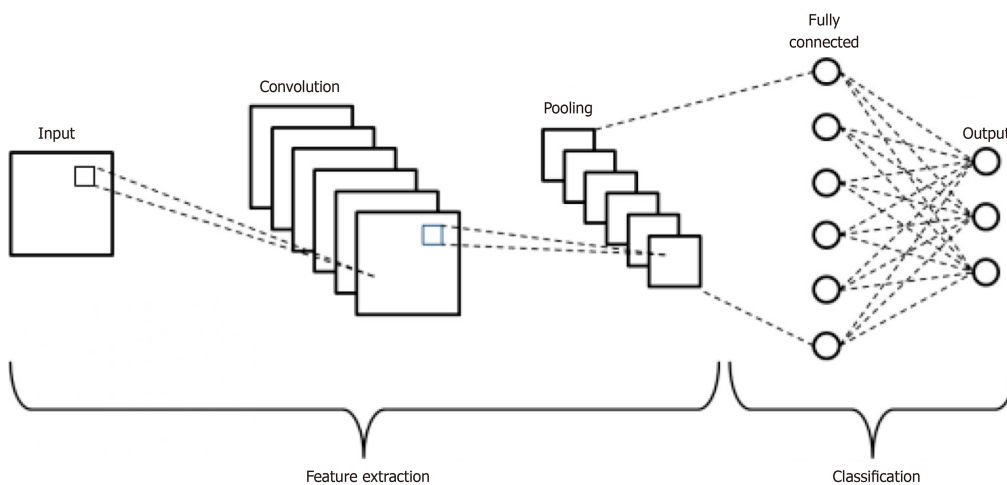 Input
Convolution
Pooling
Fully
connected
Output
Feature extraction
Classification